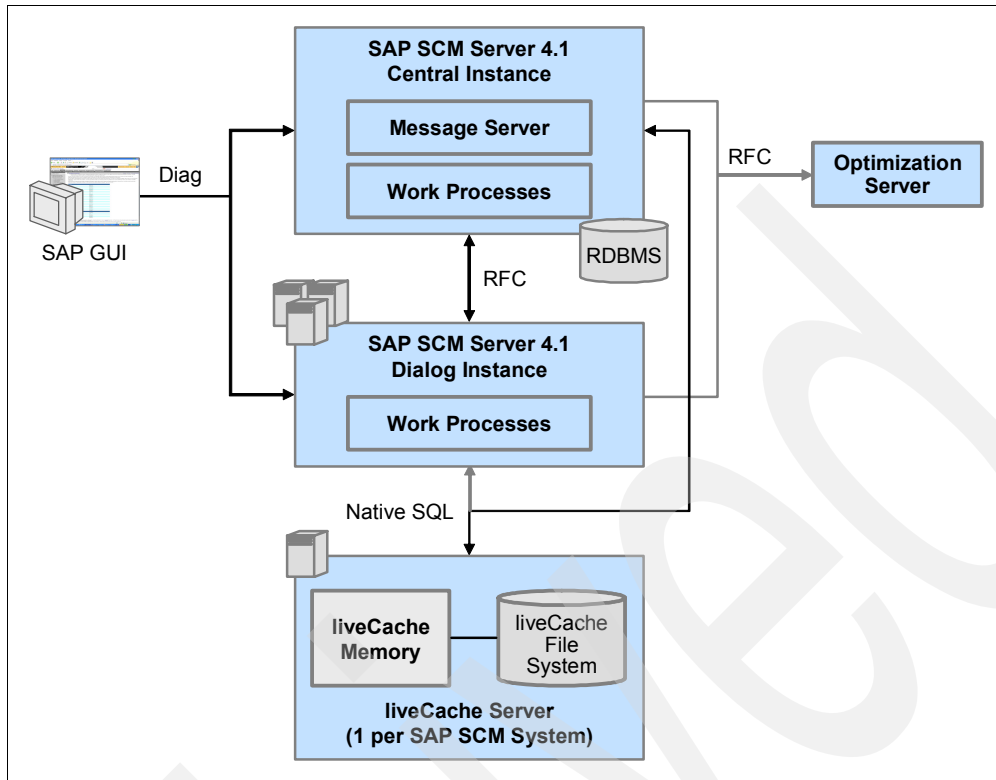 SAP SCM Server 4.1
Central Instance
Message Server
Work Processes
RDBMS
Diag
SAP GUI
RFC
Optimization
Server
RFC
SAP SCM Server 4.1
Dialog Instance
Work Processes
Native SQL
liveCache
Memory
liveCache
File
System
liveCache Server
(1 per SAP SCM System)